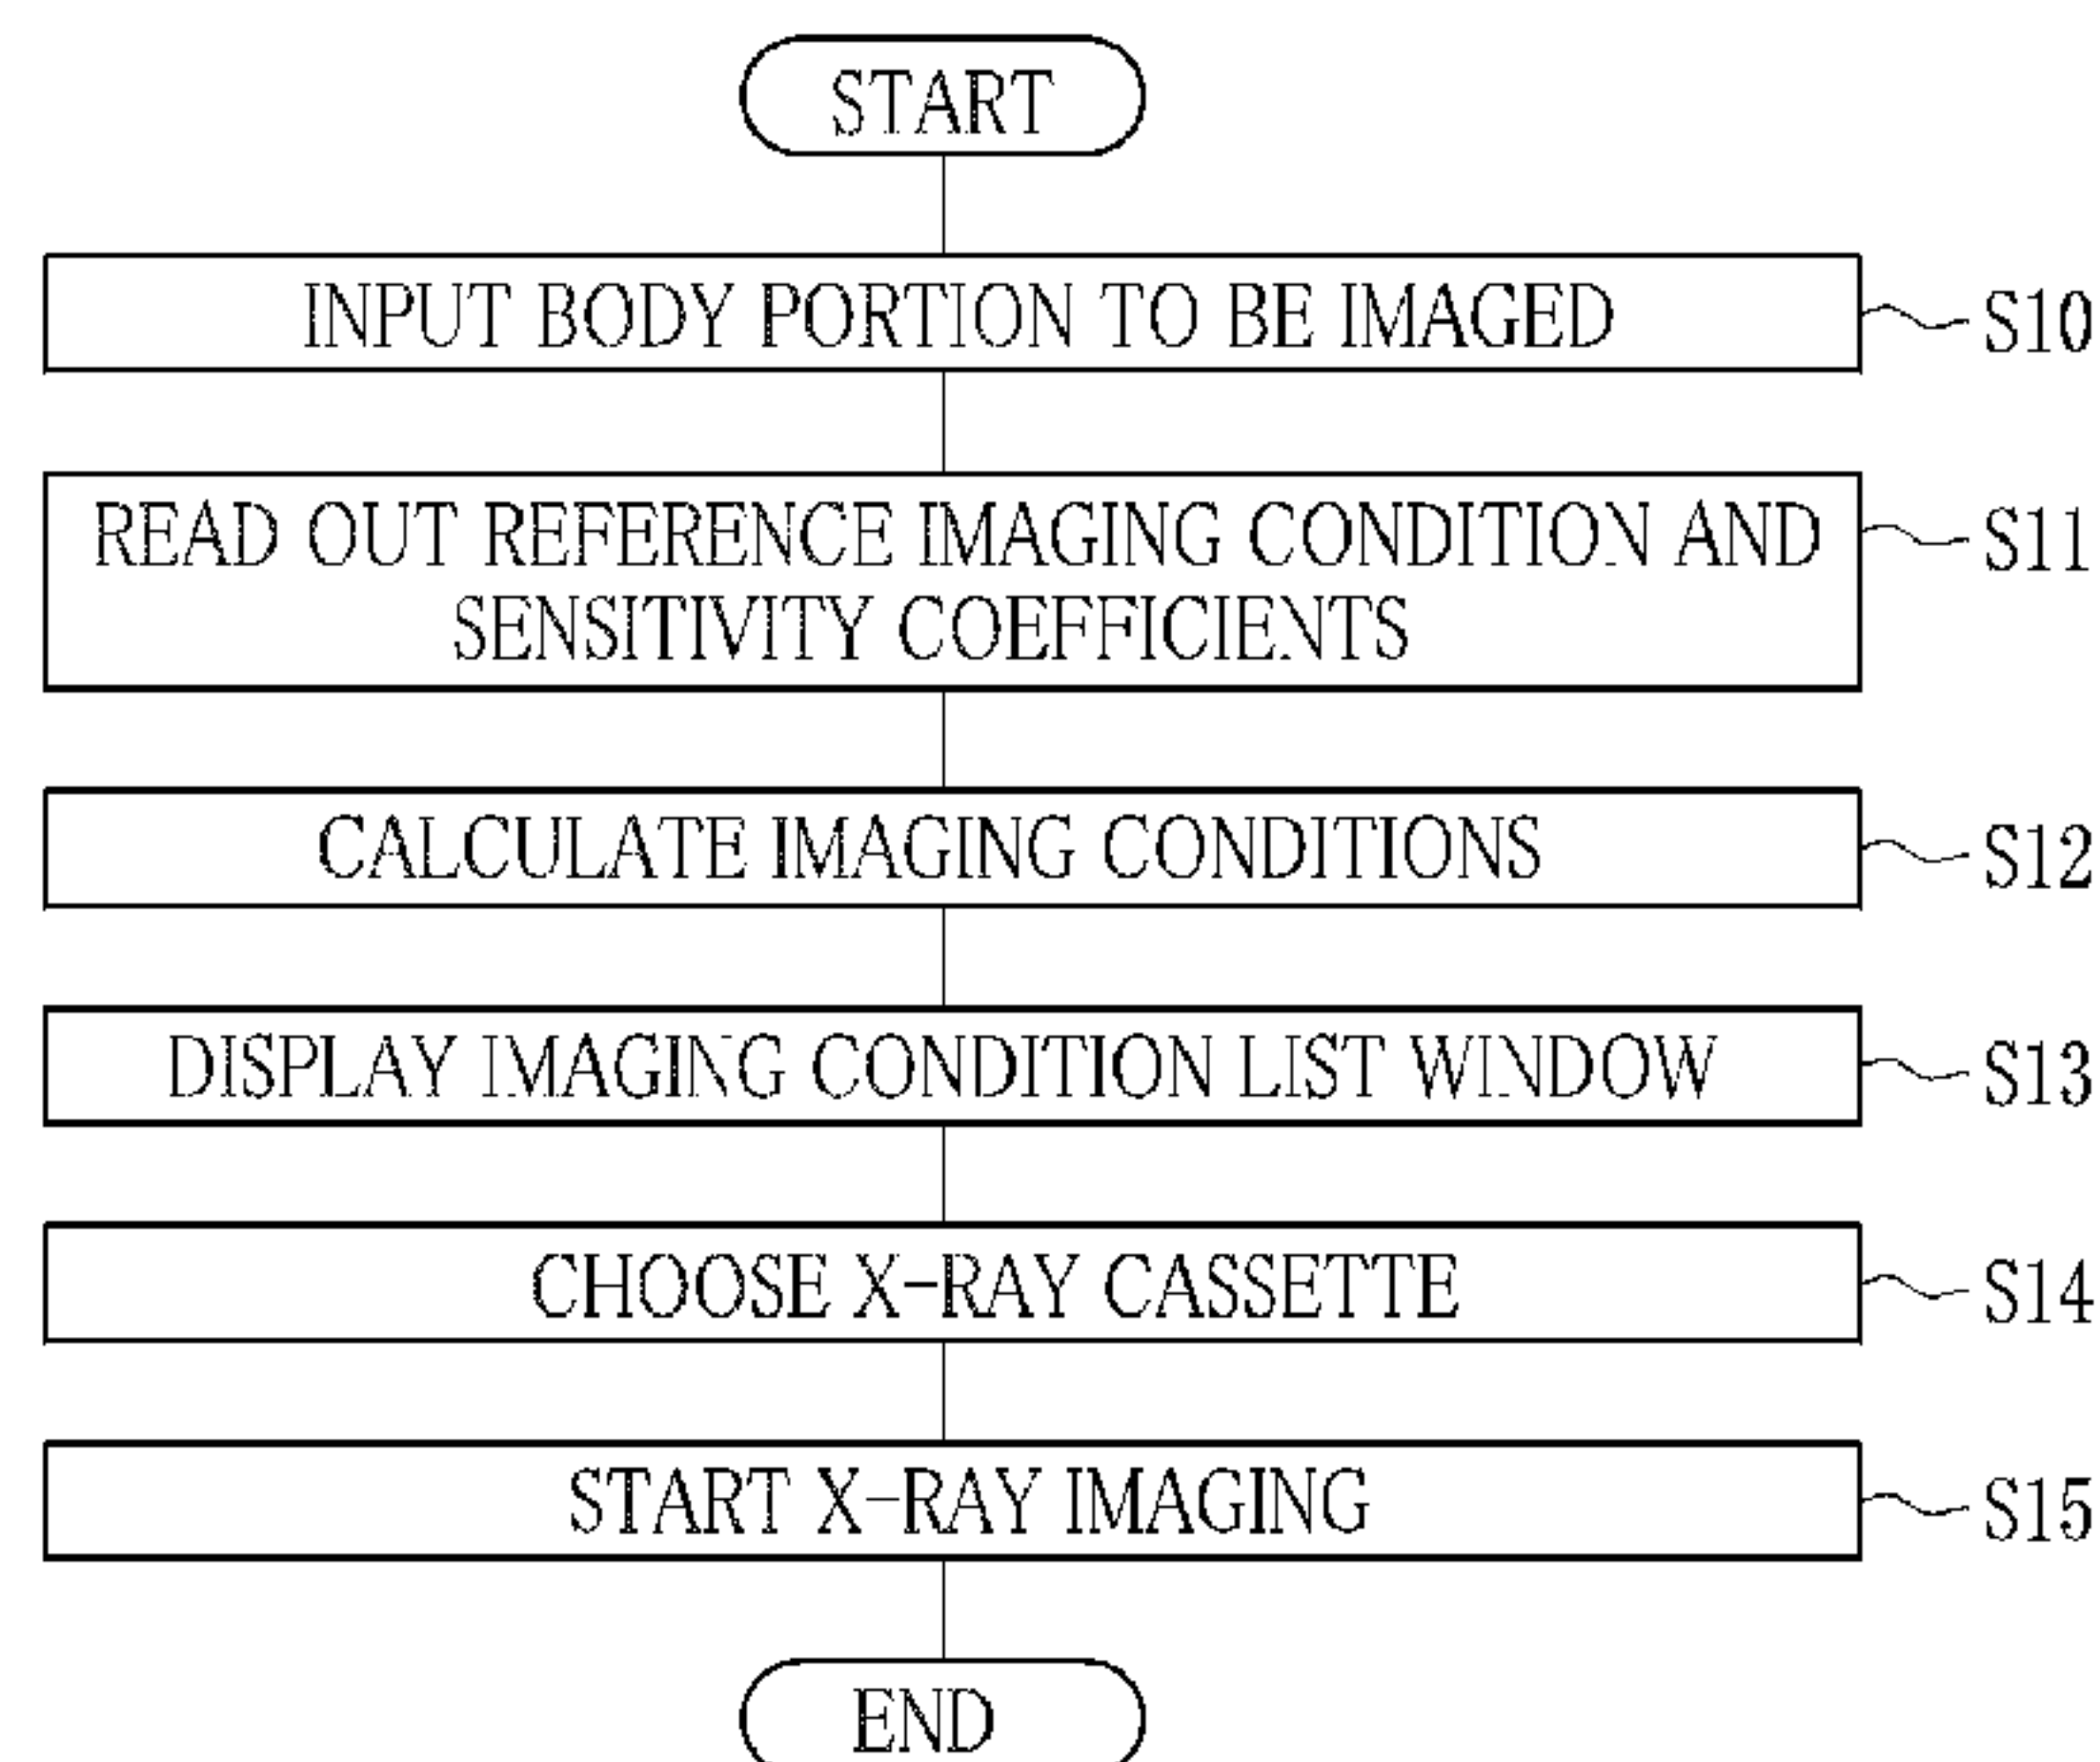 START
INPUT BODY PORTION TO BE IMAGED
S10
READ OUT REFERENCE IMAGING CONDITION AND
SENSITIVITY COEFFICIENTS
S11
CALCULATE IMAGING CONDITIONS
S12
DISPLAY IMAGING CONDITION LIST WINDOW
S13
CHOOSE X-RAY CASSETTE
S14
START X-RAY IMAGING
S15
END